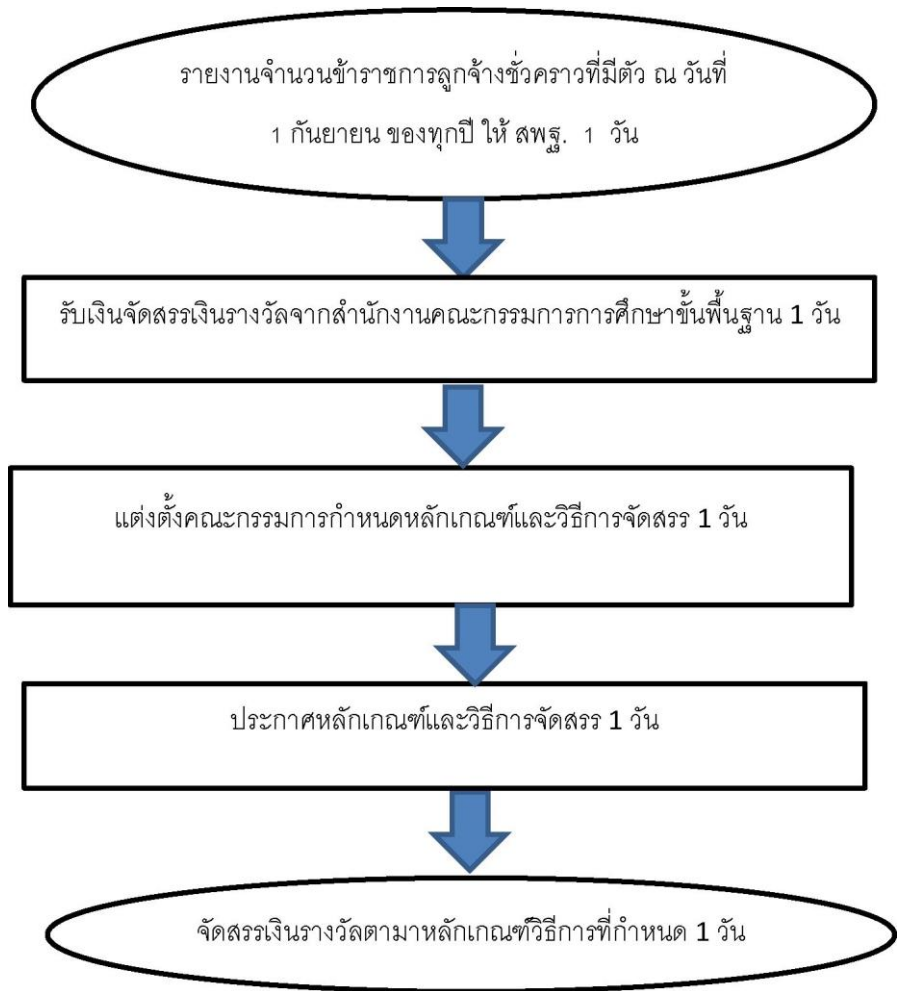 รายงานจำนวนข้าราชการลูกจ้างชั่วคราวที่มีตัว ณ วันที่
1 กันยายน ของทุกปี ให้ สพฐ. 1 วัน
รับเงินจัดสรรเงินรางวัลจากสำนักงานคณะกรรมการการศึกษาขั้นพื้นฐาน 1 วัน
แต่งตั้งคณะกรรมการกำหนดหลักเกณฑ์และวิธีการจัดสรร 1 วัน
ประกาศหลักเกณฑ์และวิธีการจัดสรร 1 วัน
จัดสรรเงินรางวัลตามาหลักเกณฑ์วิธีการที่กำหนด 1 วัน